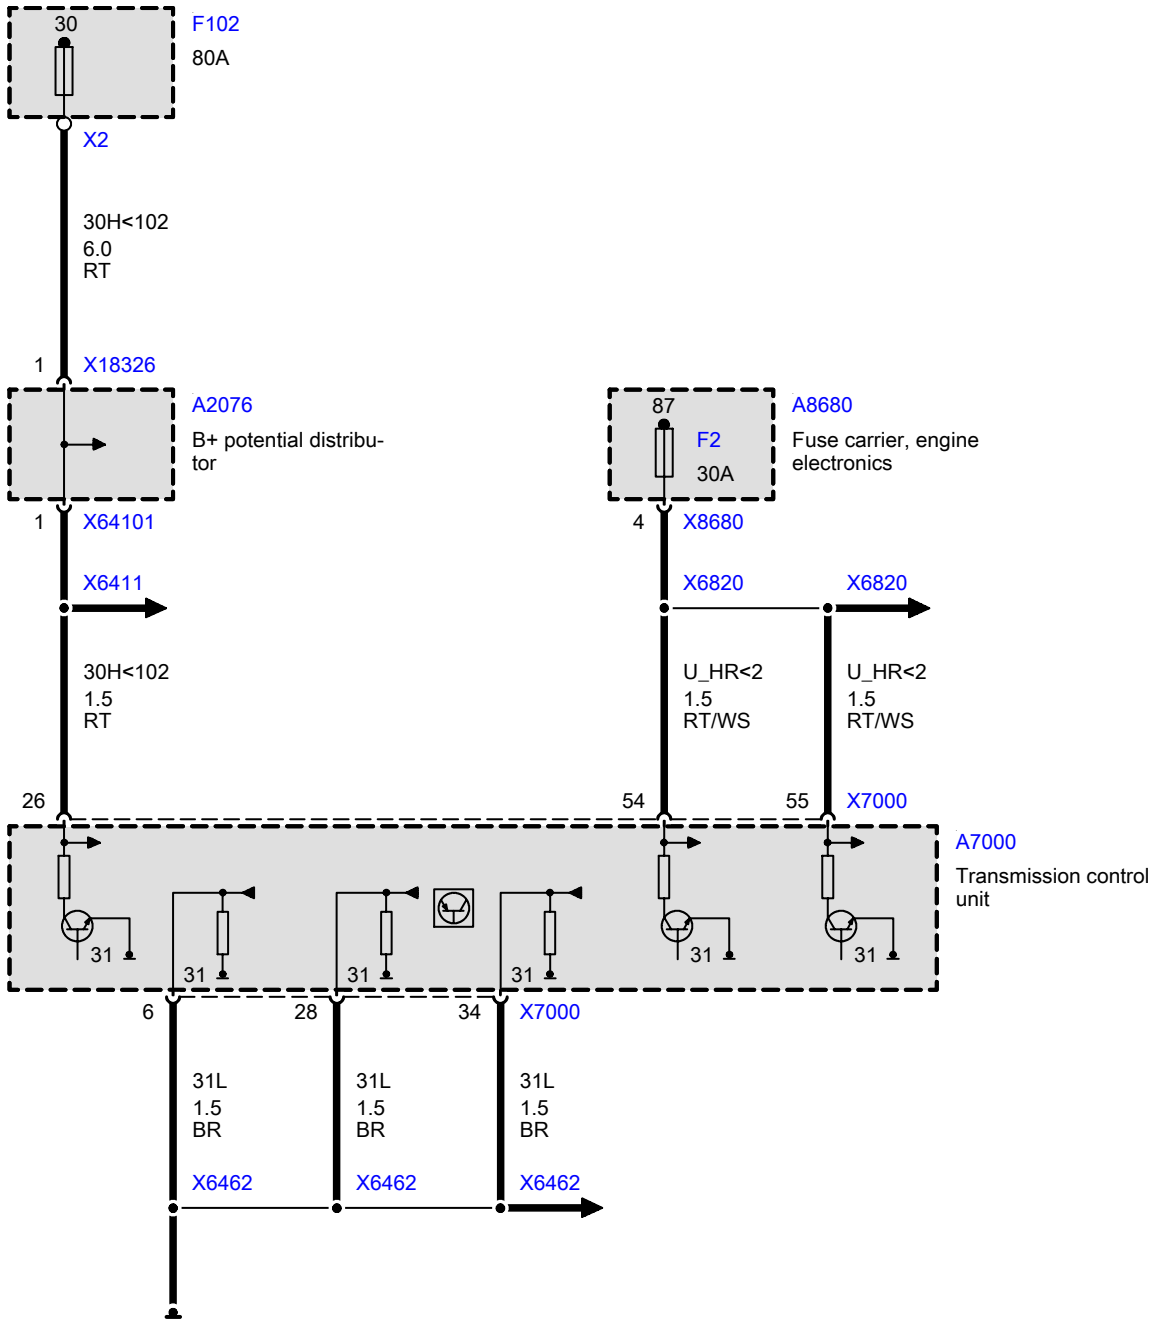 30
F102
80A
X2
30H<102
6.0
RT
1
X18326
A2076
B+ potential distribu-
tor
87
F2
30A
A8680
Fuse carrier, engine
electronics
1
X64101
4
X8680
X6411
X6820
X6820
30H<102
1.5
RT
U_HR<2
1.5
RT/WS
U_HR<2
1.5
RT/WS
26
54
55
X7000
A7000
Transmission control
unit
31
31
31
31
31
31
6
28
34
X7000
31L
1.5
BR
31L
1.5
BR
31L
1.5
BR
X6462
X6462
X6462